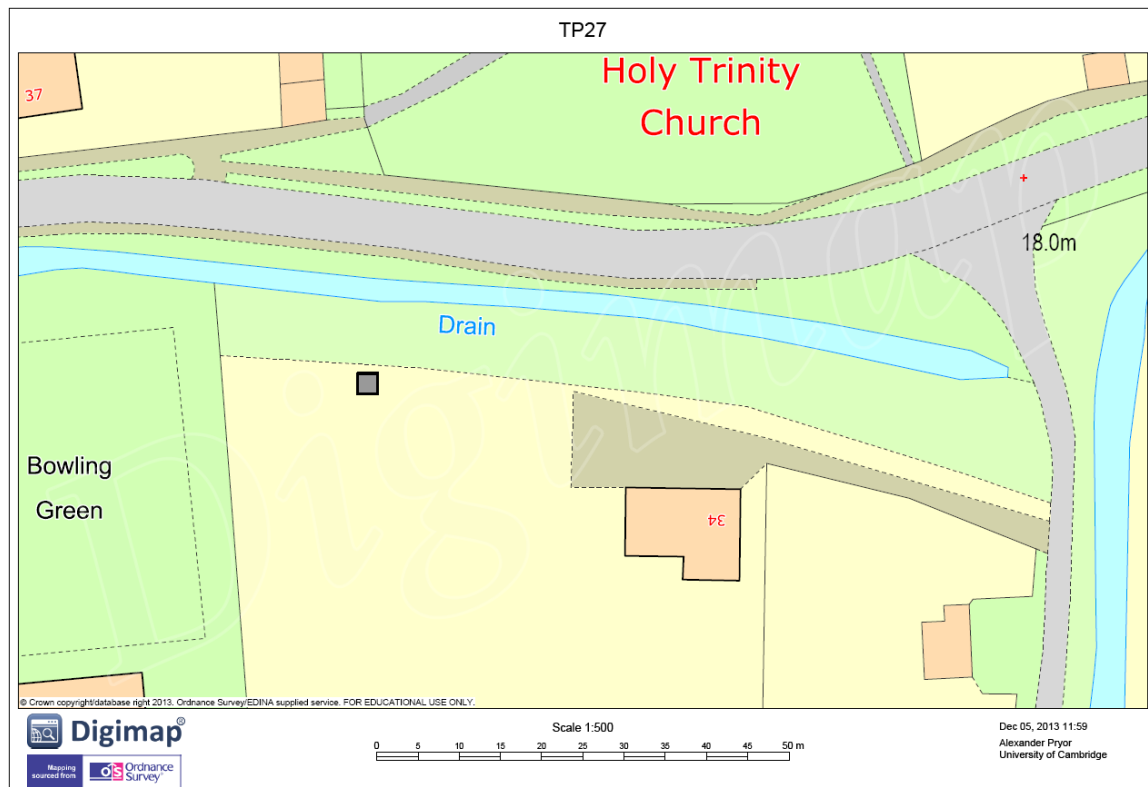 TP27
Holy Trinity
Church
37
18.0m
Drain
Bowling
Green
34
© Crown copyright/database right 2013. Ordnance Survey/EDINA supplied service. FOR EDUCATIONAL USE ONLY.
Digimap®
Mapping
sourced from
OS Ordnance
Survey®
Scale 1:500
0 5 10 15 20 25 30 35 40 45 50 m
Dec 05, 2013 11:59
Alexander Pryor
University of Cambridge
Digimap